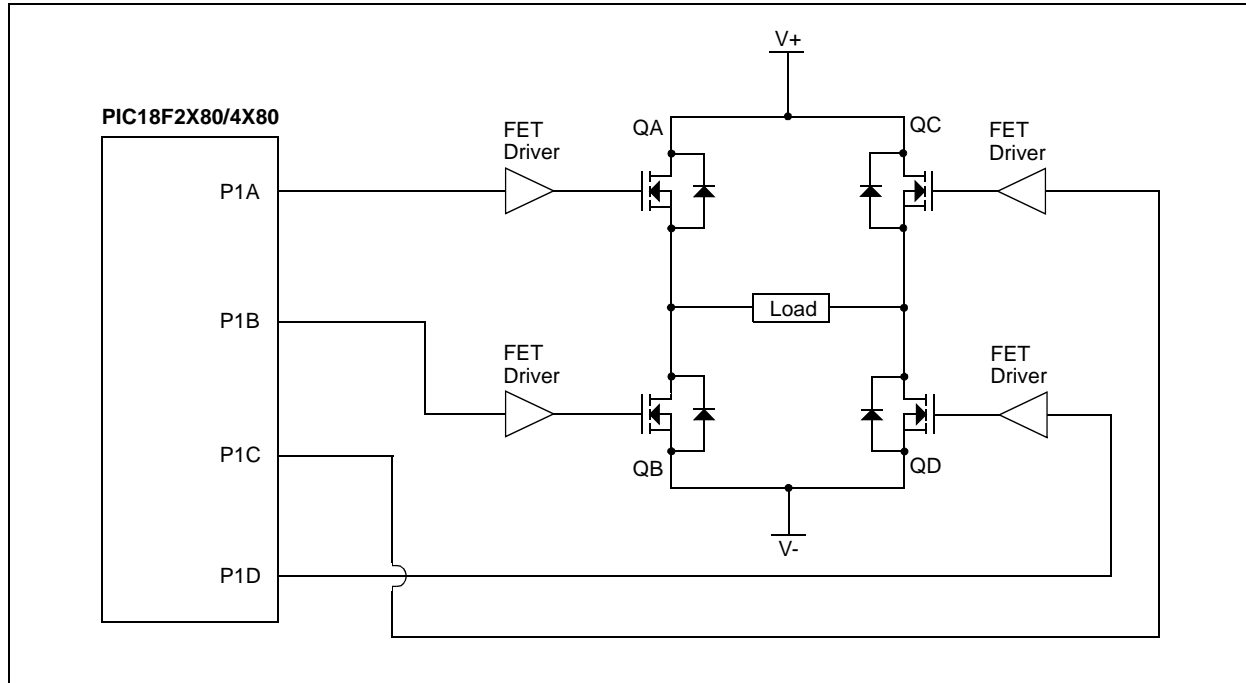 V+
PIC18F2X80/4X80
QA
QC
FET
Driver
FET
Driver
P1A
Load
P1B
FET
Driver
FET
Driver
P1C
QB
QD
V-
P1D